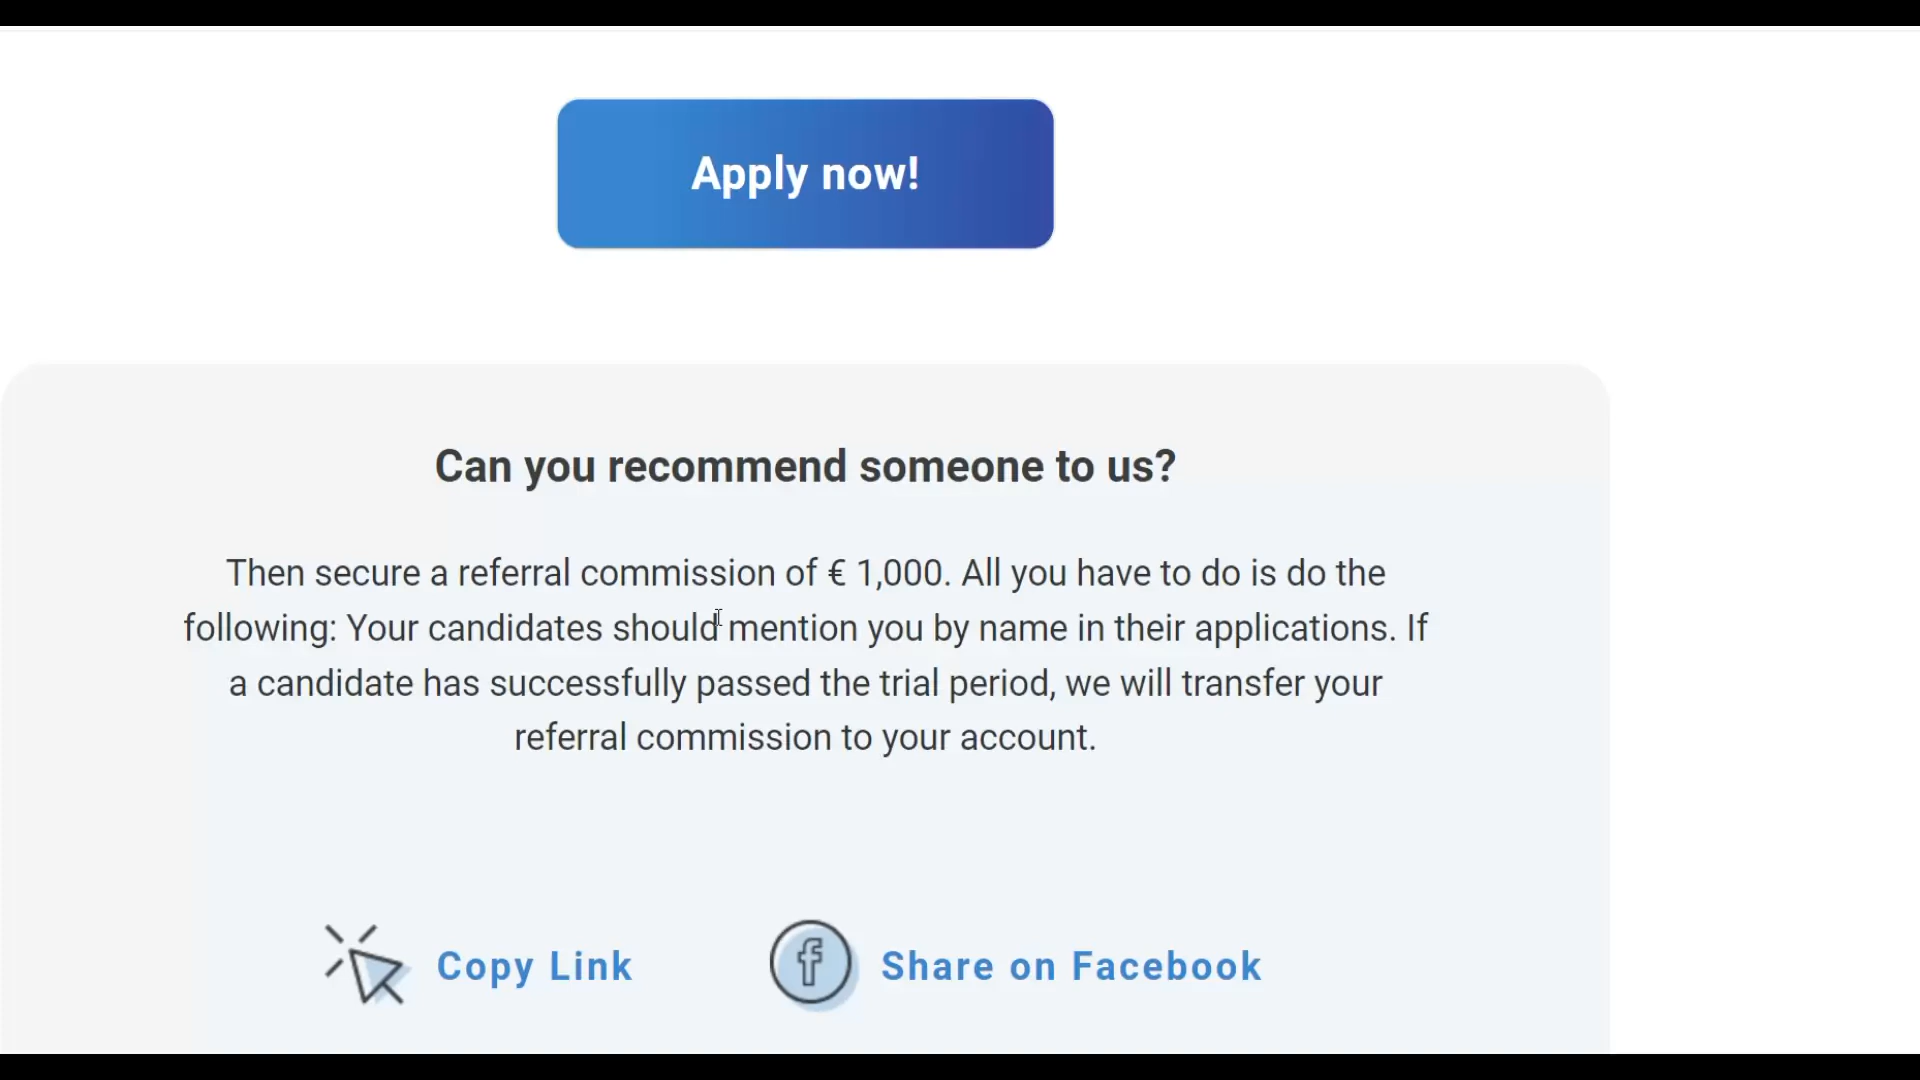 Apply now!
Can you recommend someone to us?
Then secure a referral commission of € 1,000. All you have to do is do the
following: Your candidates should mention you by name in their applications. If
a candidate has successfully passed the trial period, we will transfer your
referral commission to your account.
Copy Link
Share on Facebook